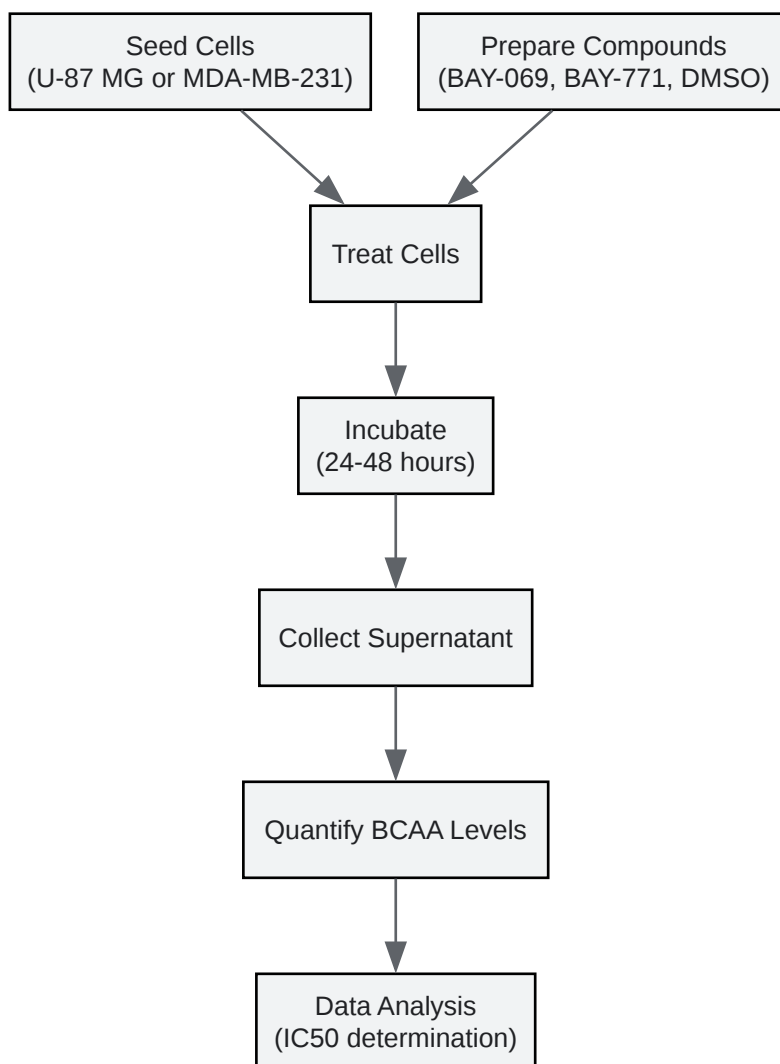 Seed Cells
(U-87 MG or MDA-MB-231)
Prepare Compounds
(BAY-069, BAY-771, DMSO)
Treat Cells
Incubate
(24-48 hours)
Collect Supernatant
Quantify BCAA Levels
Data Analysis
(IC50 determination)